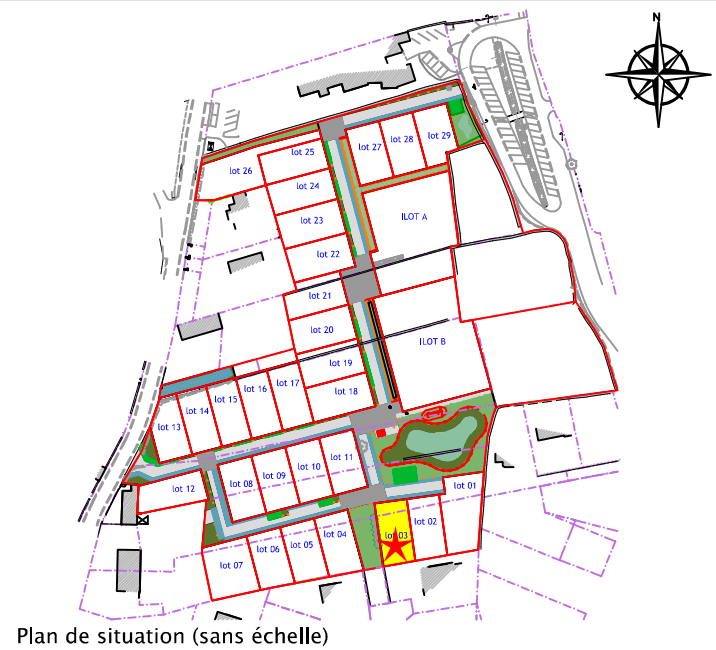 N
lot 29
lot 28
lot 27
lot 25
lot 26
lot 24
lot 23
ILOT A
lot 22
lot 21
lot 20
ILOT B
lot 19
lot 18
lot 17
lot 16
lot 15
lot 14
lot 13
lot 11
lot 10
lot 09
lot 08
lot 12
lot 01
lot 02
lot 03
lot 04
lot 05
lot 06
lot 07
Plan de situation (sans échelle)